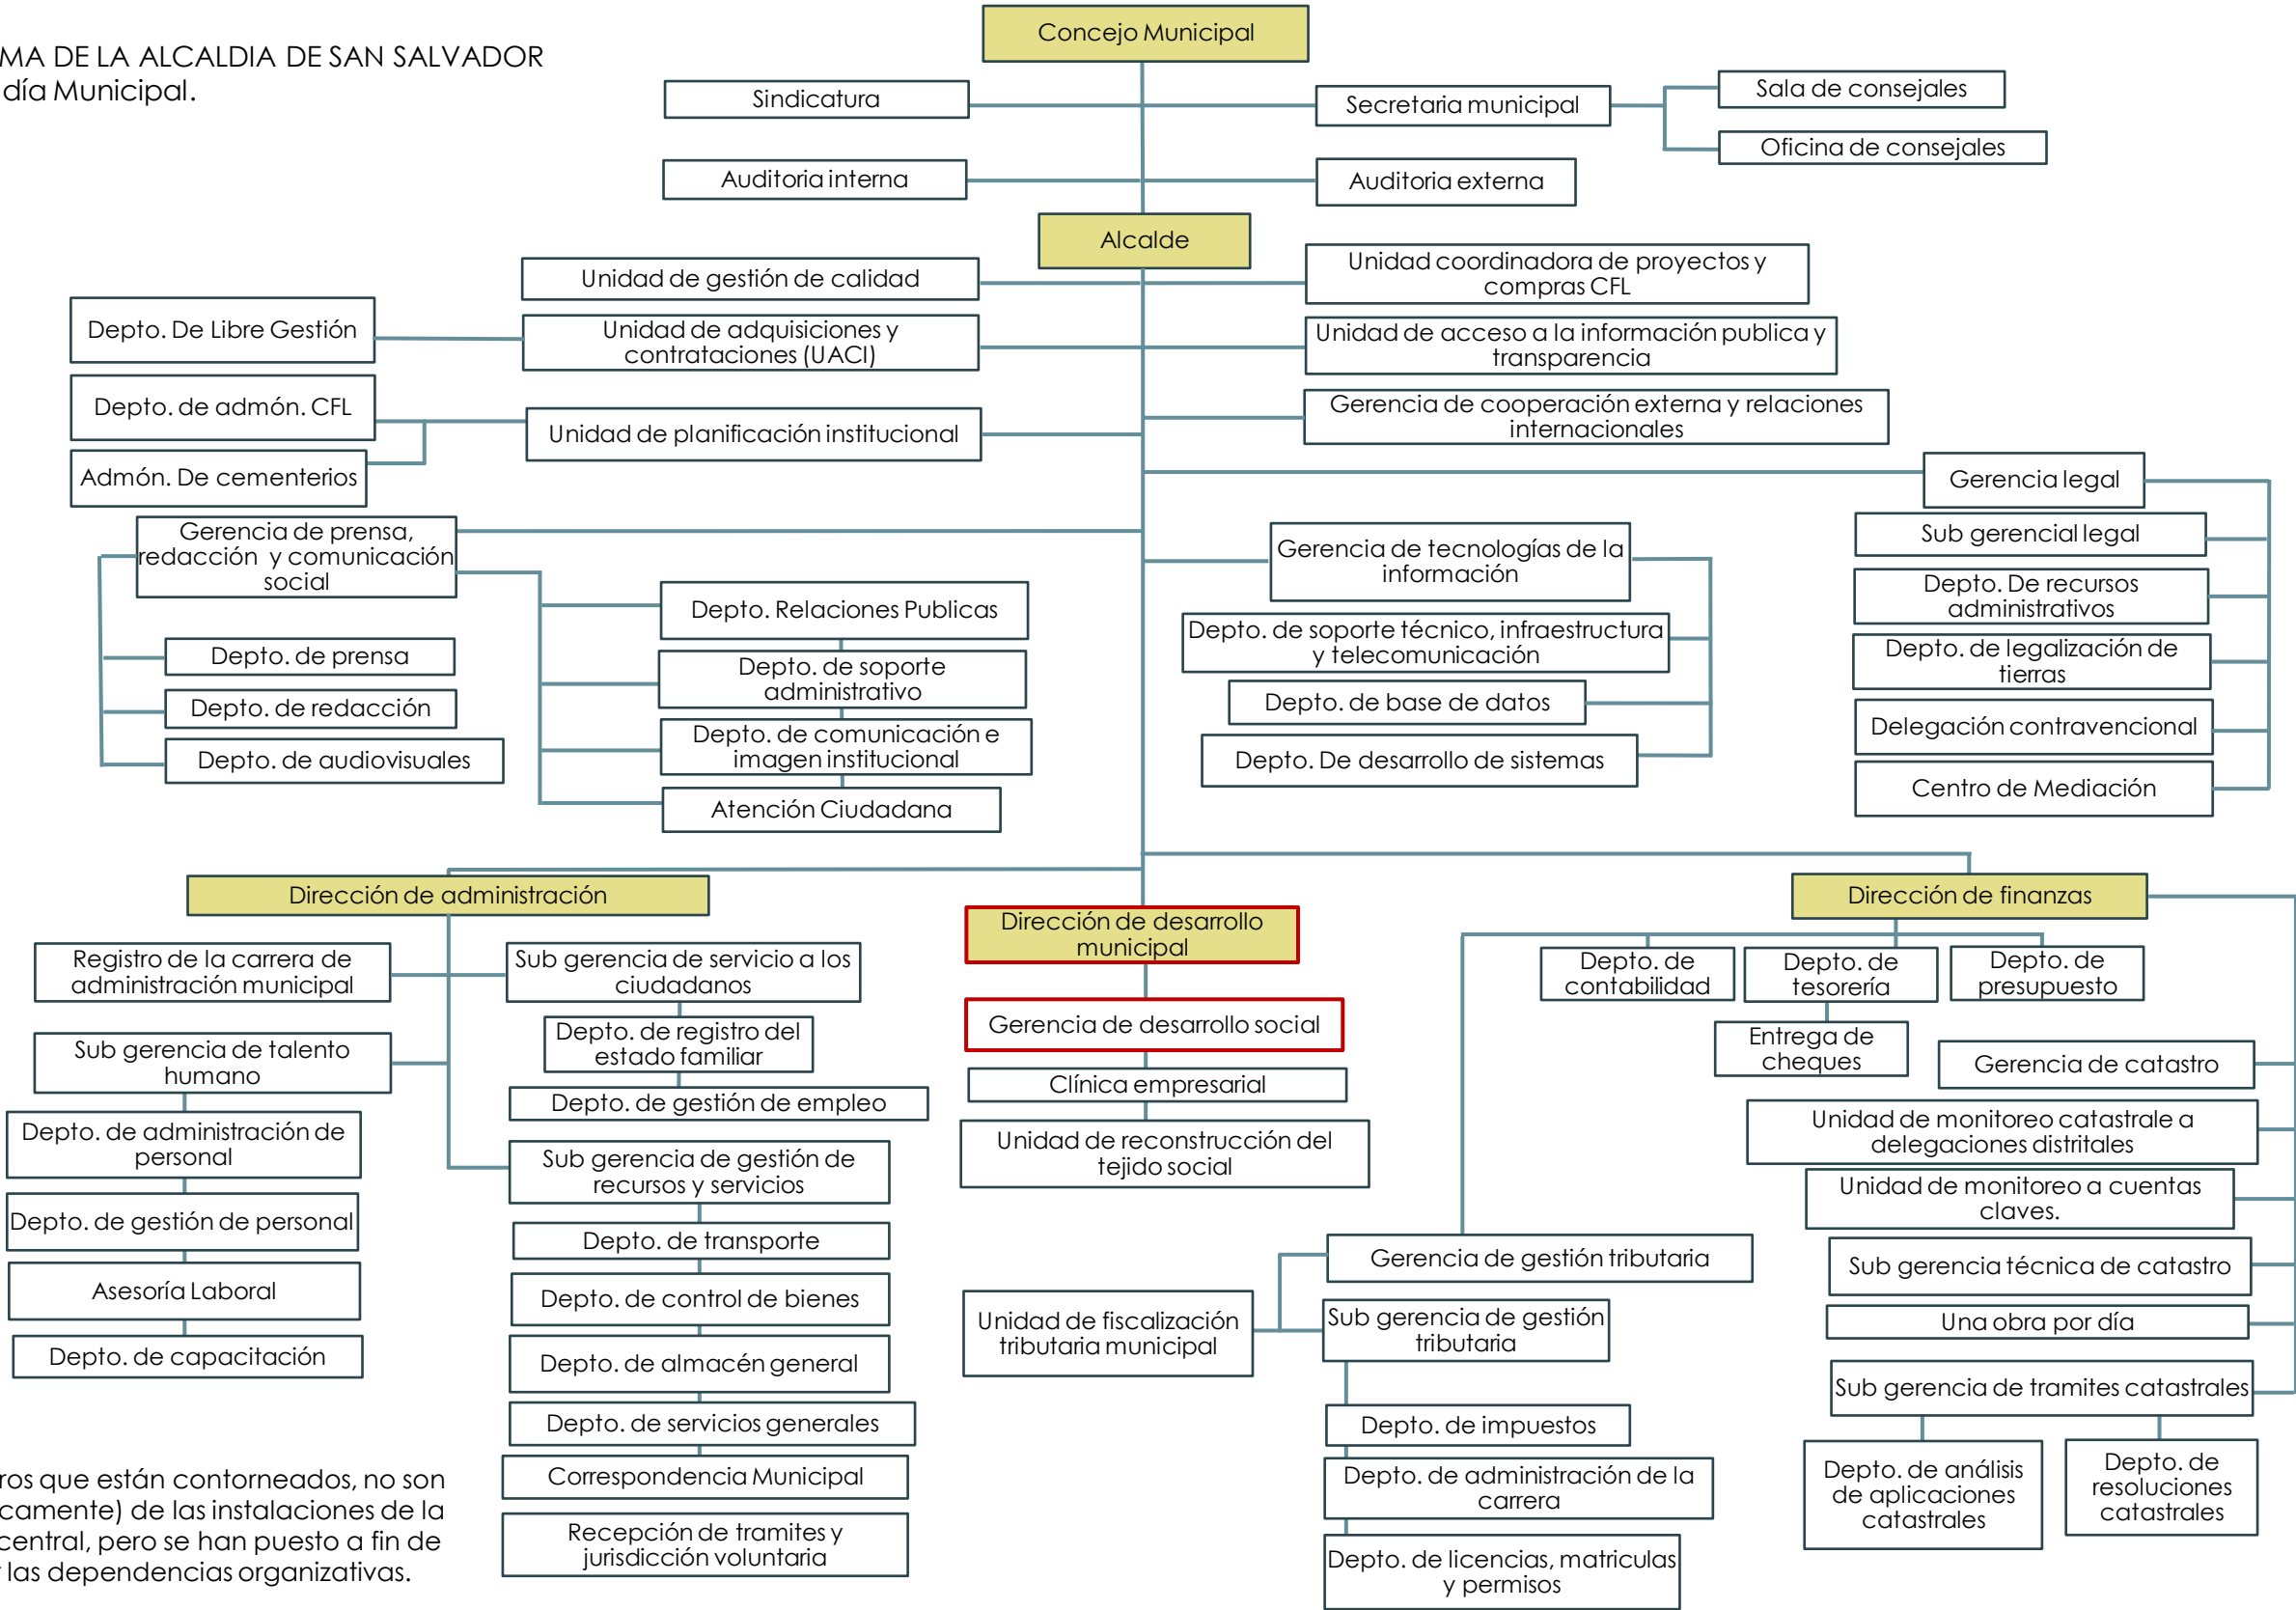 MA DE LA ALCALDIA DE SAN SALVADOR
día Municipal.
Concejo Municipal
Sindicatura
Secretaria municipal
Sala de consejales
Oficina de consejales
Auditoria interna
Auditoria externa
Alcalde
Unidad de gestión de calidad
Unidad coordinadora de proyectos y
compras CFL
Depto. De Libre Gestión
Unidad de adquisiciones y
contrataciones (UACI)
Unidad de acceso a la información publica y
transparencia
Depto. de admón. CFL
Unidad de planificación institucional
Gerencia de cooperación externa y relaciones
internacionales
Admón. De cementerios
Gerencia legal
Sub gerencial legal
Depto. De recursos
administrativos
Depto. de legalización de
tierras
Delegación contravencional
Centro de Mediación
Gerencia de prensa,
redacción y comunicación
social
Depto. de prensa
Depto. de redacción
Depto. de audiovisuales
Depto. Relaciones Publicas
Depto. de soporte
administrativo
Depto. de comunicación e
imagen institucional
Atención Ciudadana
Gerencia de tecnologías de la
información
Depto. de soporte técnico, infraestructura
y telecomunicación
Depto. de base de datos
Depto. De desarrollo de sistemas
Dirección de administración
Registro de la carrera de
administración municipal
Sub gerencia de talento
humano
Depto. de administración de
personal
Depto. de gestión de personal
Asesoría Laboral
Depto. de capacitación
Sub gerencia de servicio a los
ciudadanos
Depto. de registro del
estado familiar
Depto. de gestión de empleo
Sub gerencia de gestión de
recursos y servicios
Depto. de transporte
Depto. de control de bienes
Depto. de almacén general
Depto. de servicios generales
Correspondencia Municipal
Recepción de tramites y
jurisdicción voluntaria
Dirección de desarrollo
municipal
Gerencia de desarrollo social
Clínica empresarial
Unidad de reconstrucción del
tejido social
Dirección de finanzas
Depto. de
contabilidad
Depto. de
tesorería
Depto. de
presupuesto
Entrega de
cheques
Gerencia de catastro
Unidad de monitoreo catastrale a
delegaciones distritales
Unidad de monitoreo a cuentas
claves.
Sub gerencia técnica de catastro
Una obra por día
Sub gerencia de tramites catastrales
Depto. de análisis
de aplicaciones
catastrales
Depto. de
resoluciones
catastrales
Gerencia de gestión tributaria
Unidad de fiscalización
tributaria municipal
Sub gerencia de gestión
tributaria
Depto. de impuestos
Depto. de administración de la
carrera
Depto. de licencias, matriculas
y permisos
ros que están contorneados, no son
camente) de las instalaciones de la
central, pero se han puesto a fin de
las dependencias organizativas.